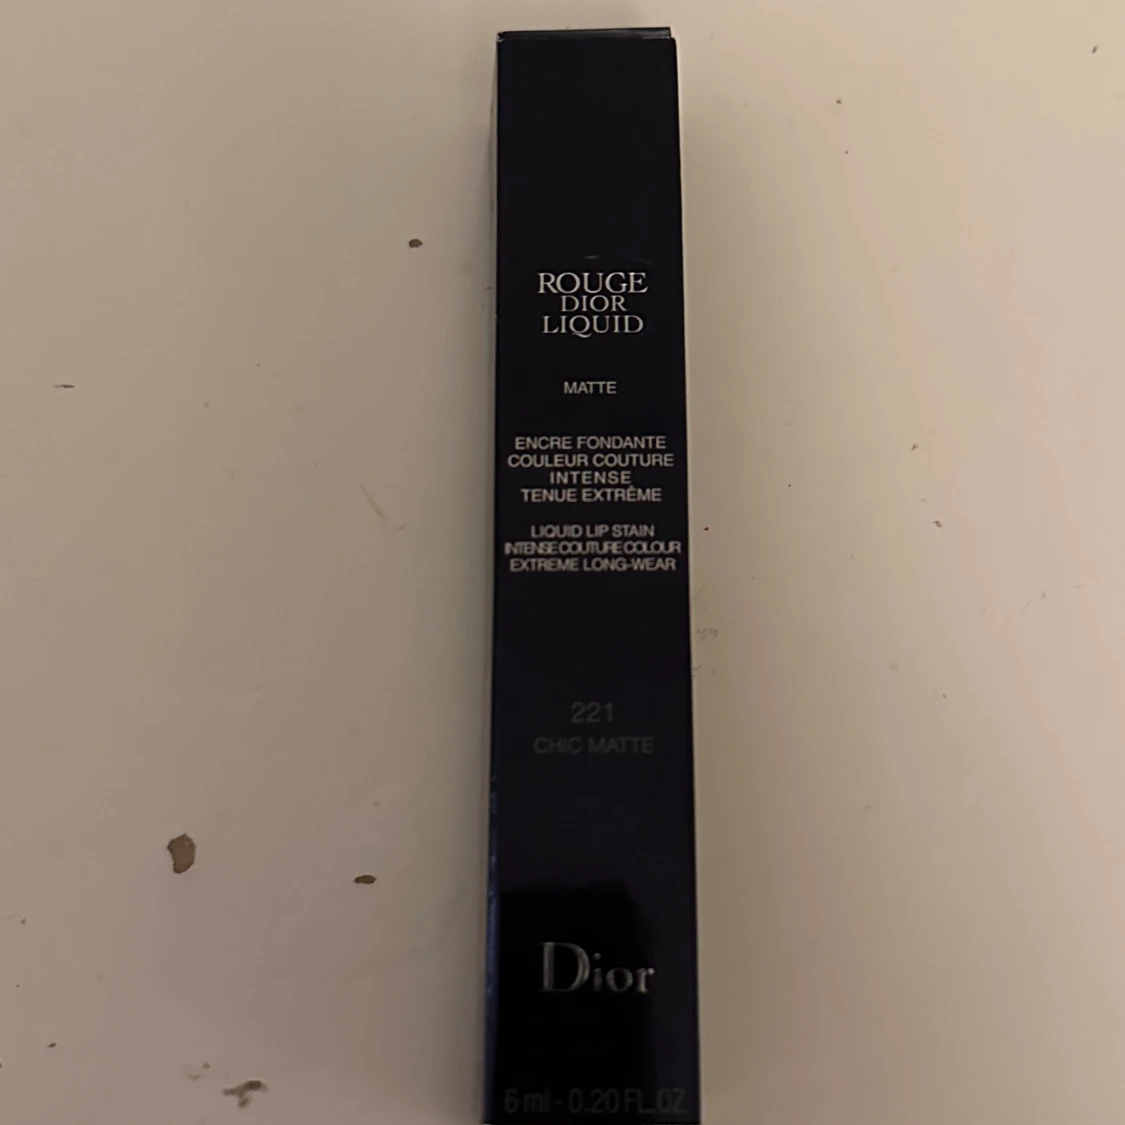 ROUGE
DIOR
LIQUID
MATTE
ENCRE FONDANTE
COULEUR COUTURE
INTENSE
TENUE EXTRÊME
LIQUID LIP STAIN
INTENSE COUTURE COLOUR
EXTREME LONG-WEAR
221
CHIC MATTE
Dior
6 ml - 0.20 FL.OZ